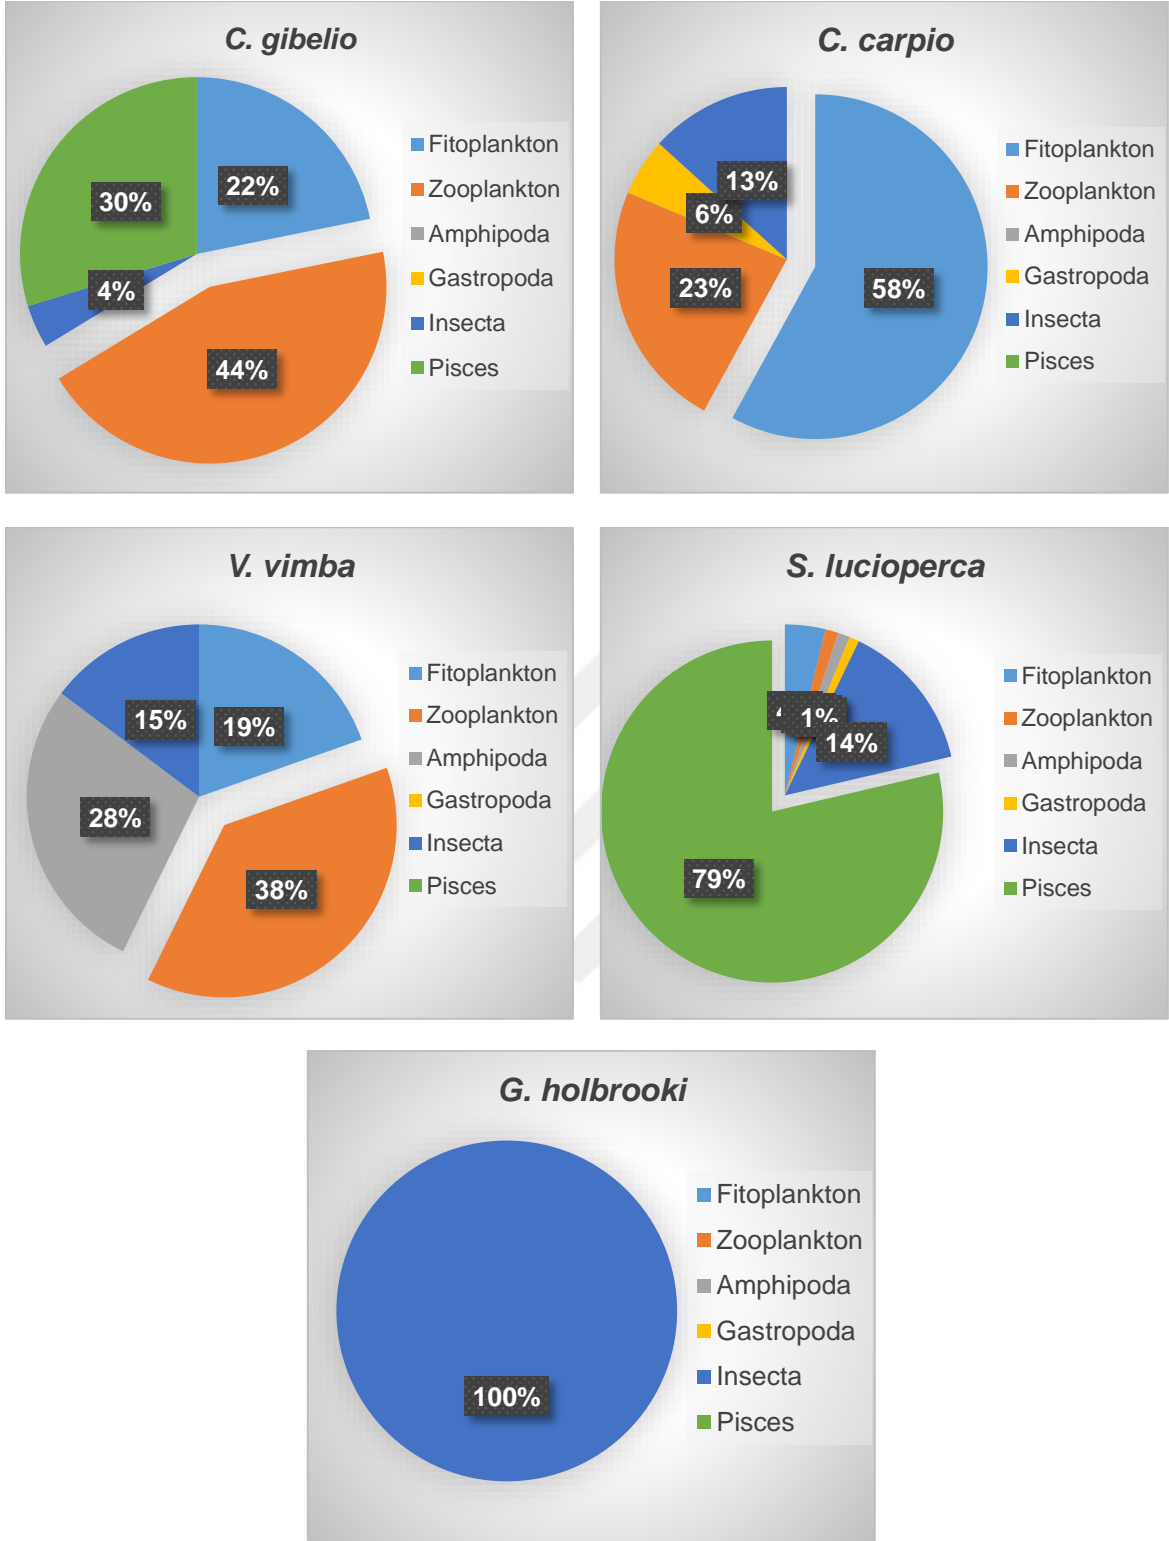 C. gibelio
22%
30%
4%
44%
Fitoplankton
Zooplankton
Amphipoda
Gastropoda
Insecta
Pisces
C. carpio
13%
6%
23%
58%
Fitoplankton
Zooplankton
Amphipoda
Gastropoda
Insecta
Pisces
V. vimba
15%
19%
28%
38%
Fitoplankton
Zooplankton
Amphipoda
Gastropoda
Insecta
Pisces
S. lucioperca
1%
14%
79%
Fitoplankton
Zooplankton
Amphipoda
Gastropoda
Insecta
Pisces
G. holbrooki
100%
Fitoplankton
Zooplankton
Amphipoda
Gastropoda
Insecta
Pisces